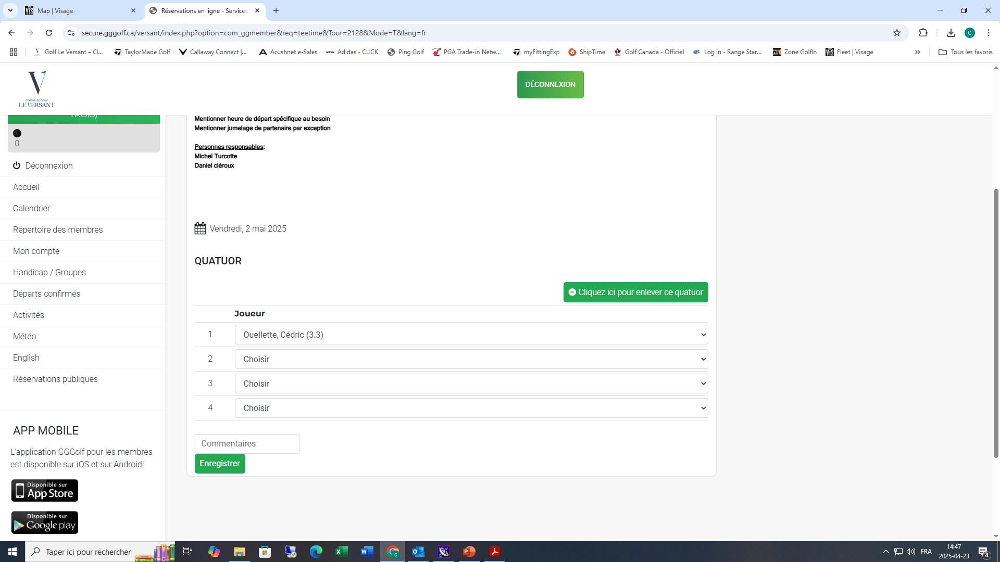 Map | Visage
Réservations en ligne - Services
secure.gggolf.ca/versant/index.php?option=com_ggmember&req=teetime&Tour=2128&Mode=T&lang=fr
C
Golf Le Versant – Cl...
TaylorMade Golf
Callaway Connect |...
Acushnet e-Sales
Adidas - CLICK
Ping Golf
PGA Trade-in Netw...
myFittingExp
ShipTime
Golf Canada - Officiel
Log in - Range Star...
Zone GolfIn
Fleet | Visage
Tous les favoris
CENTRE DE GOLF
LE VERSANT
DÉCONNEXION
TROIS)
0
Déconnexion
Accueil
Calendrier
Répertoire des membres
Mon compte
Handicap / Groupes
Départs confirmés
Activités
Météo
English
Réservations publiques
APP MOBILE
L'application GGGolf pour les membres
est disponible sur iOS et sur Android!
Disponible sur
App Store
Disponible sur
Google play
Mentionner heure de départ spécifique au besoin
Mentionner jumelage de partenaire par exception
Personnes responsables:
Michel Turcotte
Daniel cléroux
Vendredi, 2 mai 2025
QUATUOR
Cliquez ici pour enlever ce quatuor
Joueur
1 Ouellette, Cédric (3.3)
2 Choisir
3 Choisir
4 Choisir
Commentaires
Enregistrer
Taper ici pour rechercher
FRA
14:47
2025-04-23
4